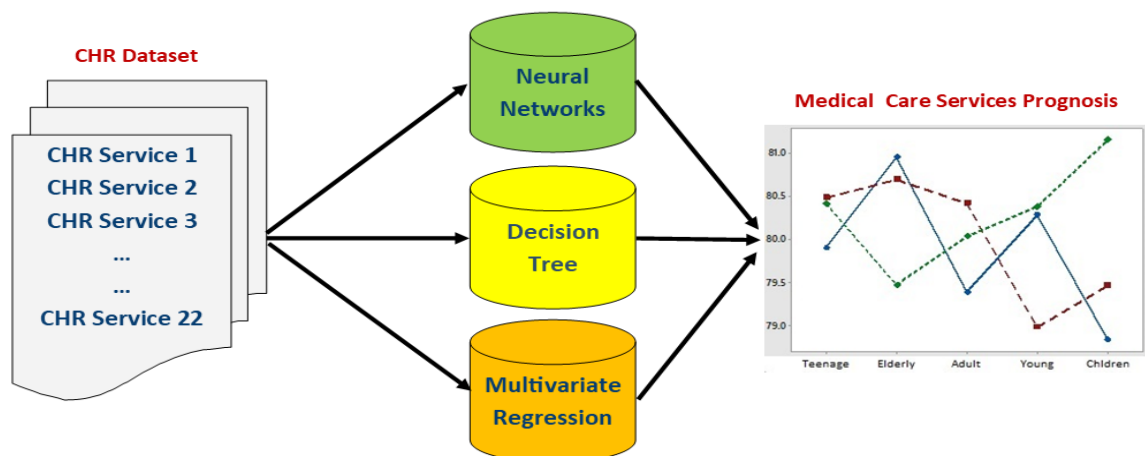 CHR Dataset
CHR Service 1
CHR Service 2
CHR Service 3
...
...
CHR Service 22
Neural
Networks
Decision
Tree
Multivariate
Regression
Medical Care Services Prognosis
81.0
80.5
80.0
79.5
79.0
Teenage Elderly Adult Young Chldren